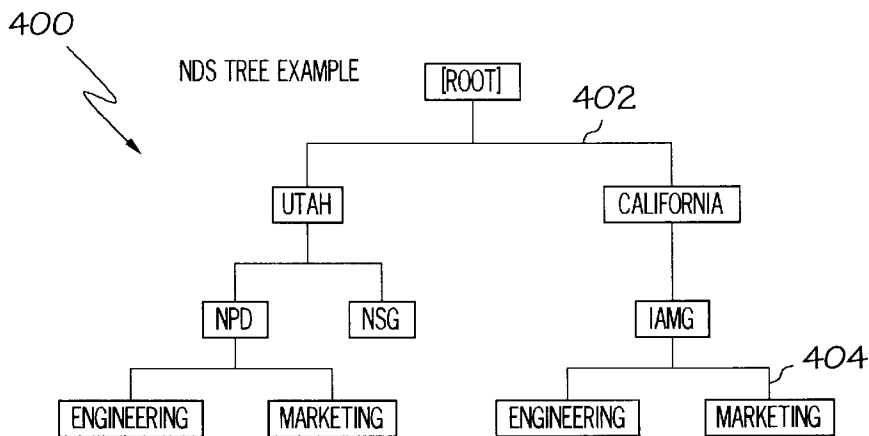 400
NDS TREE EXAMPLE
[ROOT]
402
UTAH
CALIFORNIA
NPD
NSG
IAMG
404
ENGINEERING
MARKETING
ENGINEERING
MARKETING